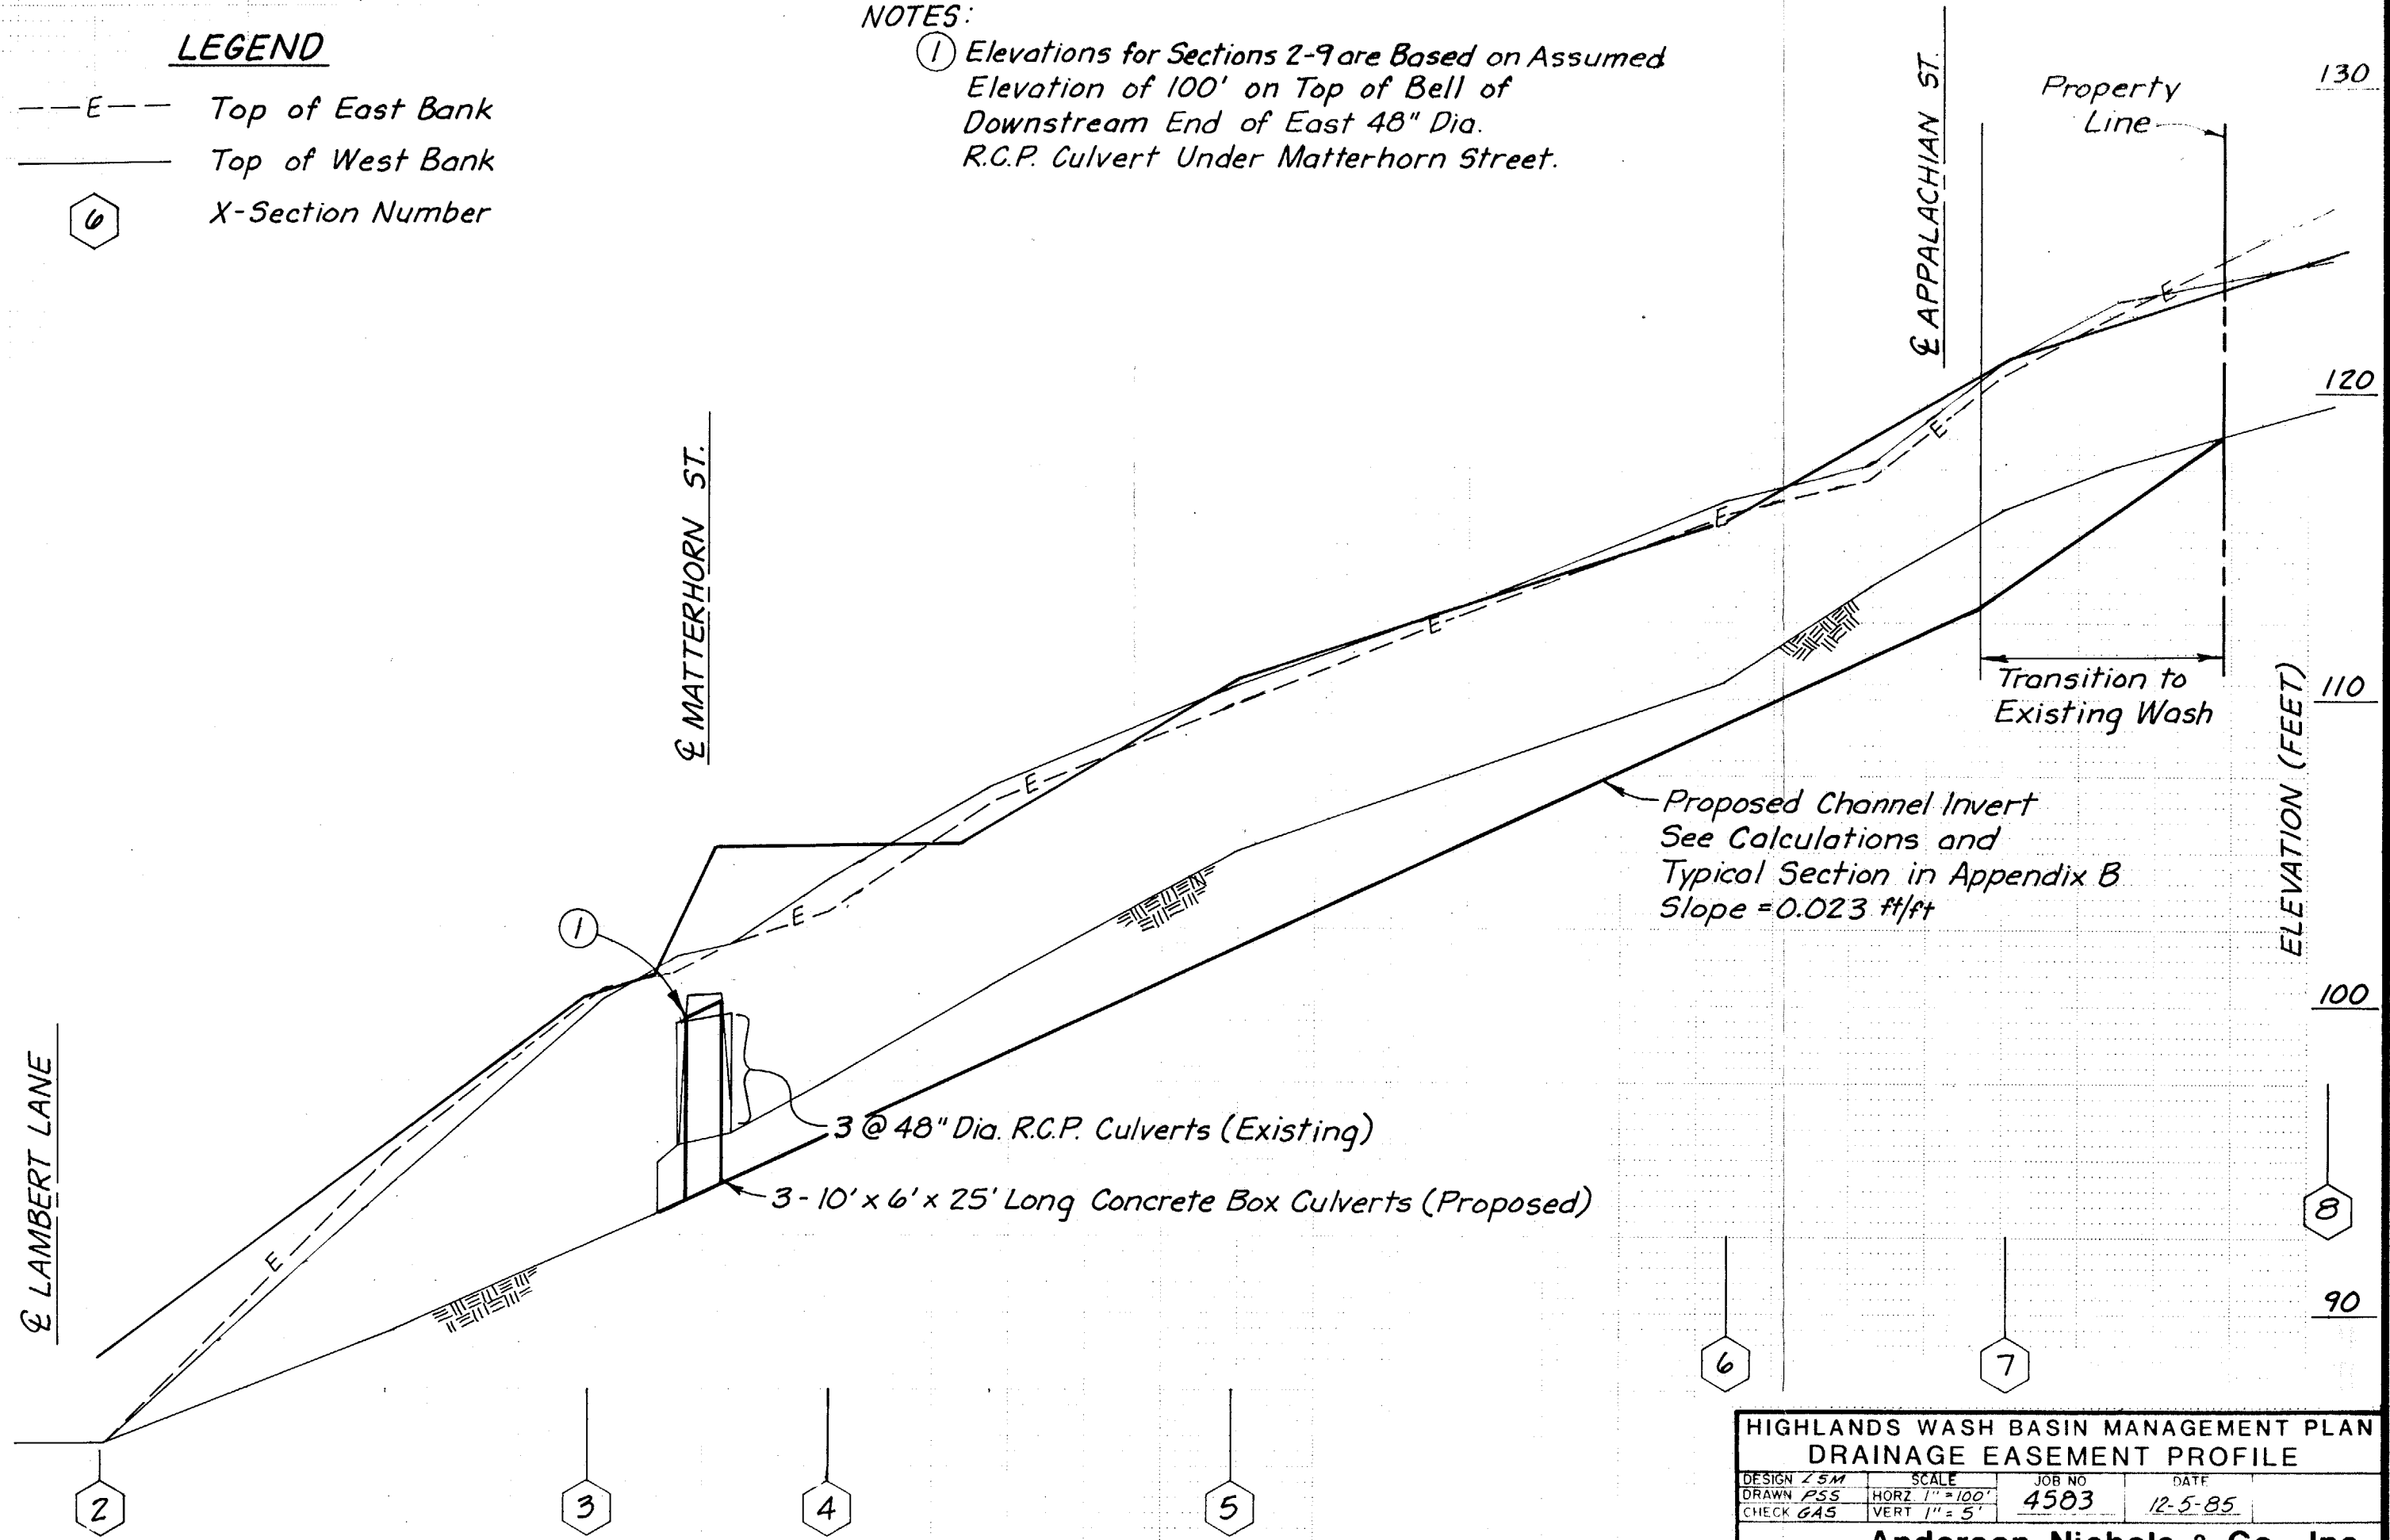 LEGEND
E
Top of East Bank
Top of West Bank
6
X-Section Number
NOTES:
1 Elevations for Sections 2-9 are Based on Assumed
Elevation of 100' on Top of Bell of
Downstream End of East 48" Dia.
R.C.P. Culvert Under Matterhorn Street.
℄ APPALACHIAN ST.
Property
Line
130
120
110
100
90
ELEVATION (FEET)
℄ MATTERHORN ST.
℄ LAMBERT LANE
E
E
E
E
E
E
E
1
Transition to
Existing Wash
Proposed Channel Invert
See Calculations and
Typical Section in Appendix B
Slope = 0.023 ft/ft
3 @ 48" Dia. R.C.P. Culverts (Existing)
3 - 10' x 6' x 25' Long Concrete Box Culverts (Proposed)
2
3
4
5
6
7
8
HIGHLANDS WASH BASIN MANAGEMENT PLAN
DRAINAGE EASEMENT PROFILE
DESIGN SCALE JOB NO DATE
DRAWN PSS HORZ. 1" = 100' 4583 12-5-85
CHECK GAS VERT 1" = 5'
Anderson Nichols & Co., Inc.